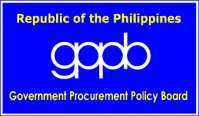 Republic of the Philippines
gppb
Government Procurement Policy Board